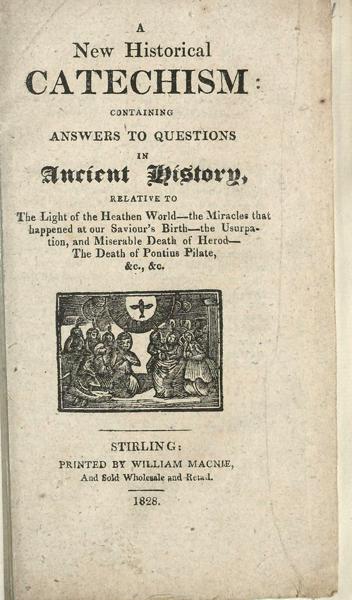 A
New Historical
CATECHISM:
CONTAINING
ANSWERS TO QUESTIONS
IN
Ancient History,
RELATIVE TO
The Light of the Heathen World—the Miracles that
happened at our Saviour's Birth—the Usurpa-
tion, and Miserable Death of Herod—
The Death of Pontius Pilate,
&c., &c.
STIRLING:
PRINTED BY WILLIAM MACNIE,
And Sold Wholesale and Retail.
1828.